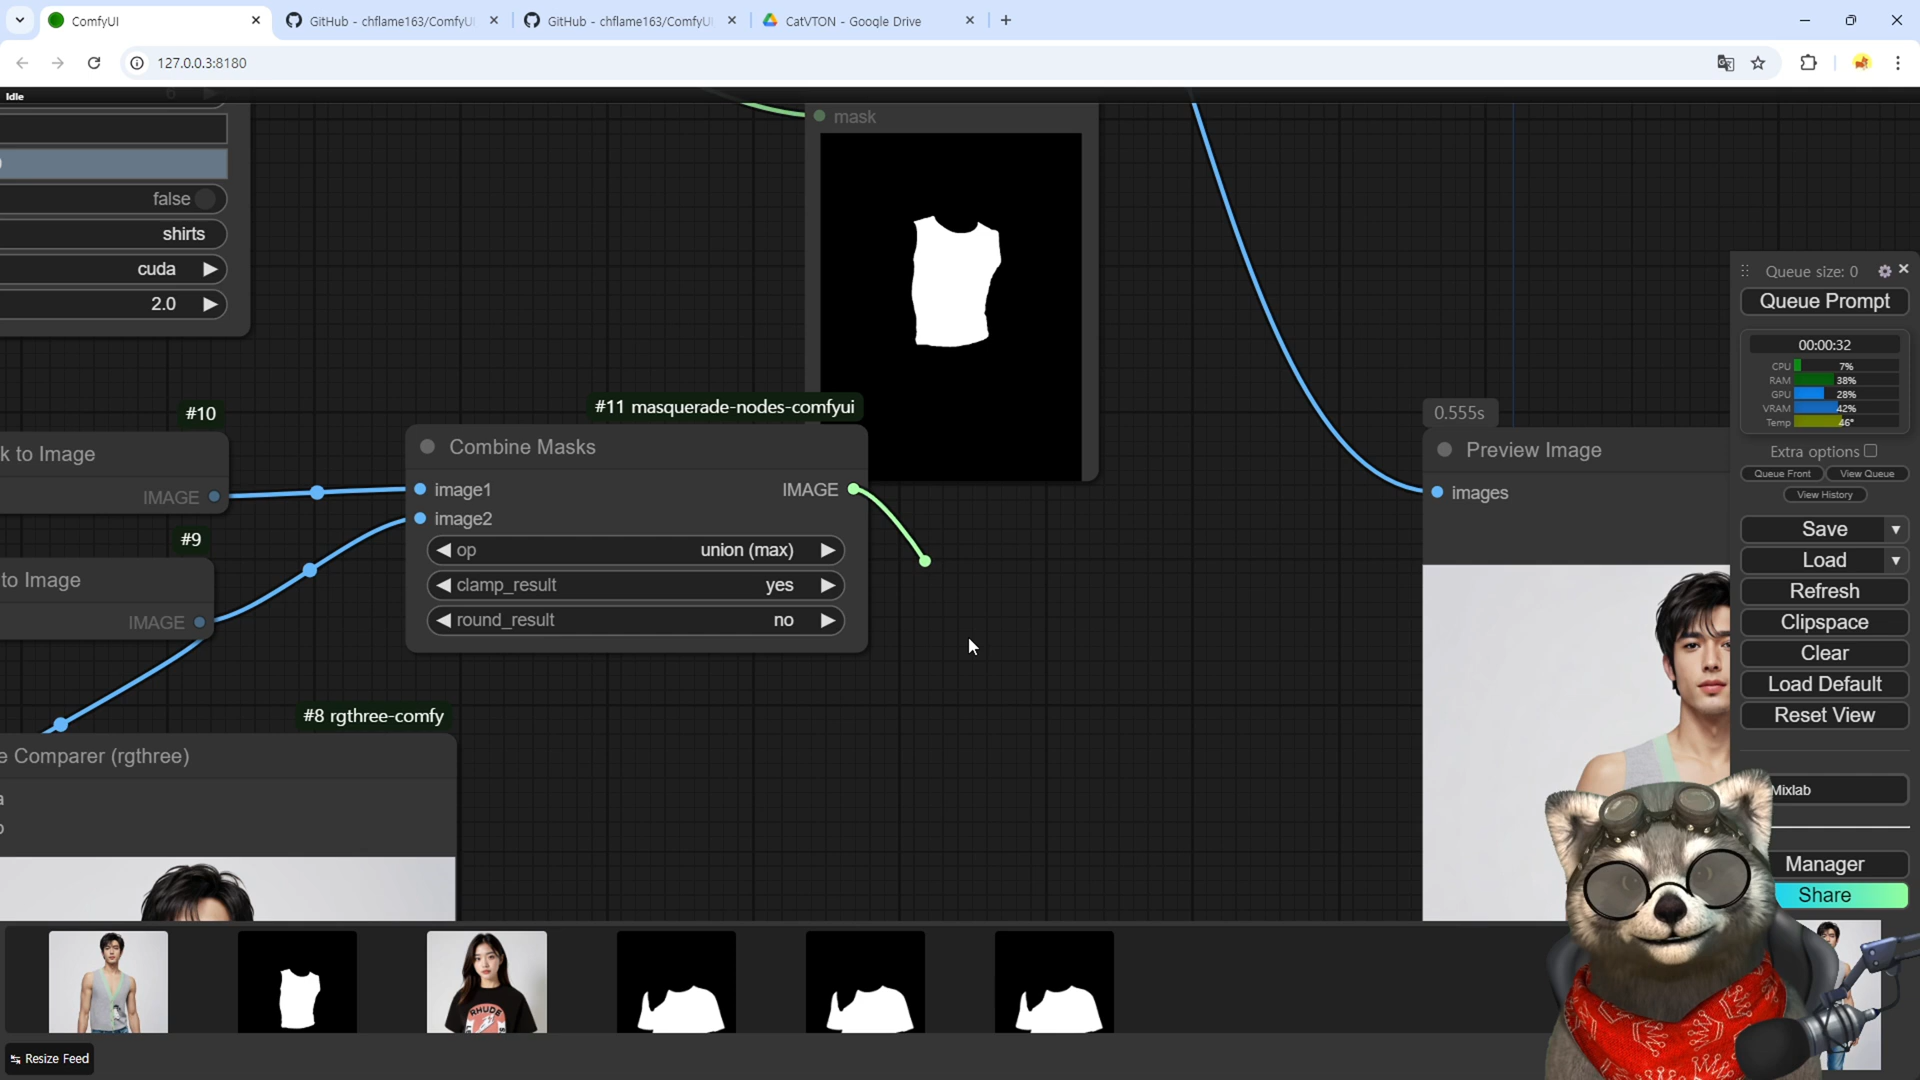 ComfyUI
GitHub - chflame163/ComfyU
GitHub - chflame163/ComfyU
CatVTON - Google Drive
127.0.0.3:8180
Idle
mask
false
shirts
cuda
2.0
#10
k to Image
IMAGE
#9
to Image
IMAGE
#11 masquerade-nodes-comfyui
Combine Masks
image1
IMAGE
image2
op
union (max)
clamp_result
yes
round_result
no
#8 rgthree-comfy
e Comparer (rgthree)
a
b
0.555s
Preview Image
images
Queue size: 0
Queue Prompt
00:00:32
CPU 7%
RAM 38%
GPU 28%
VRAM 42%
Temp 46°
Extra options
Queue Front
View Queue
View History
Save
Load
Refresh
Clipspace
Clear
Load Default
Reset View
Mixlab
Manager
Share
RHUDE
Resize Feed